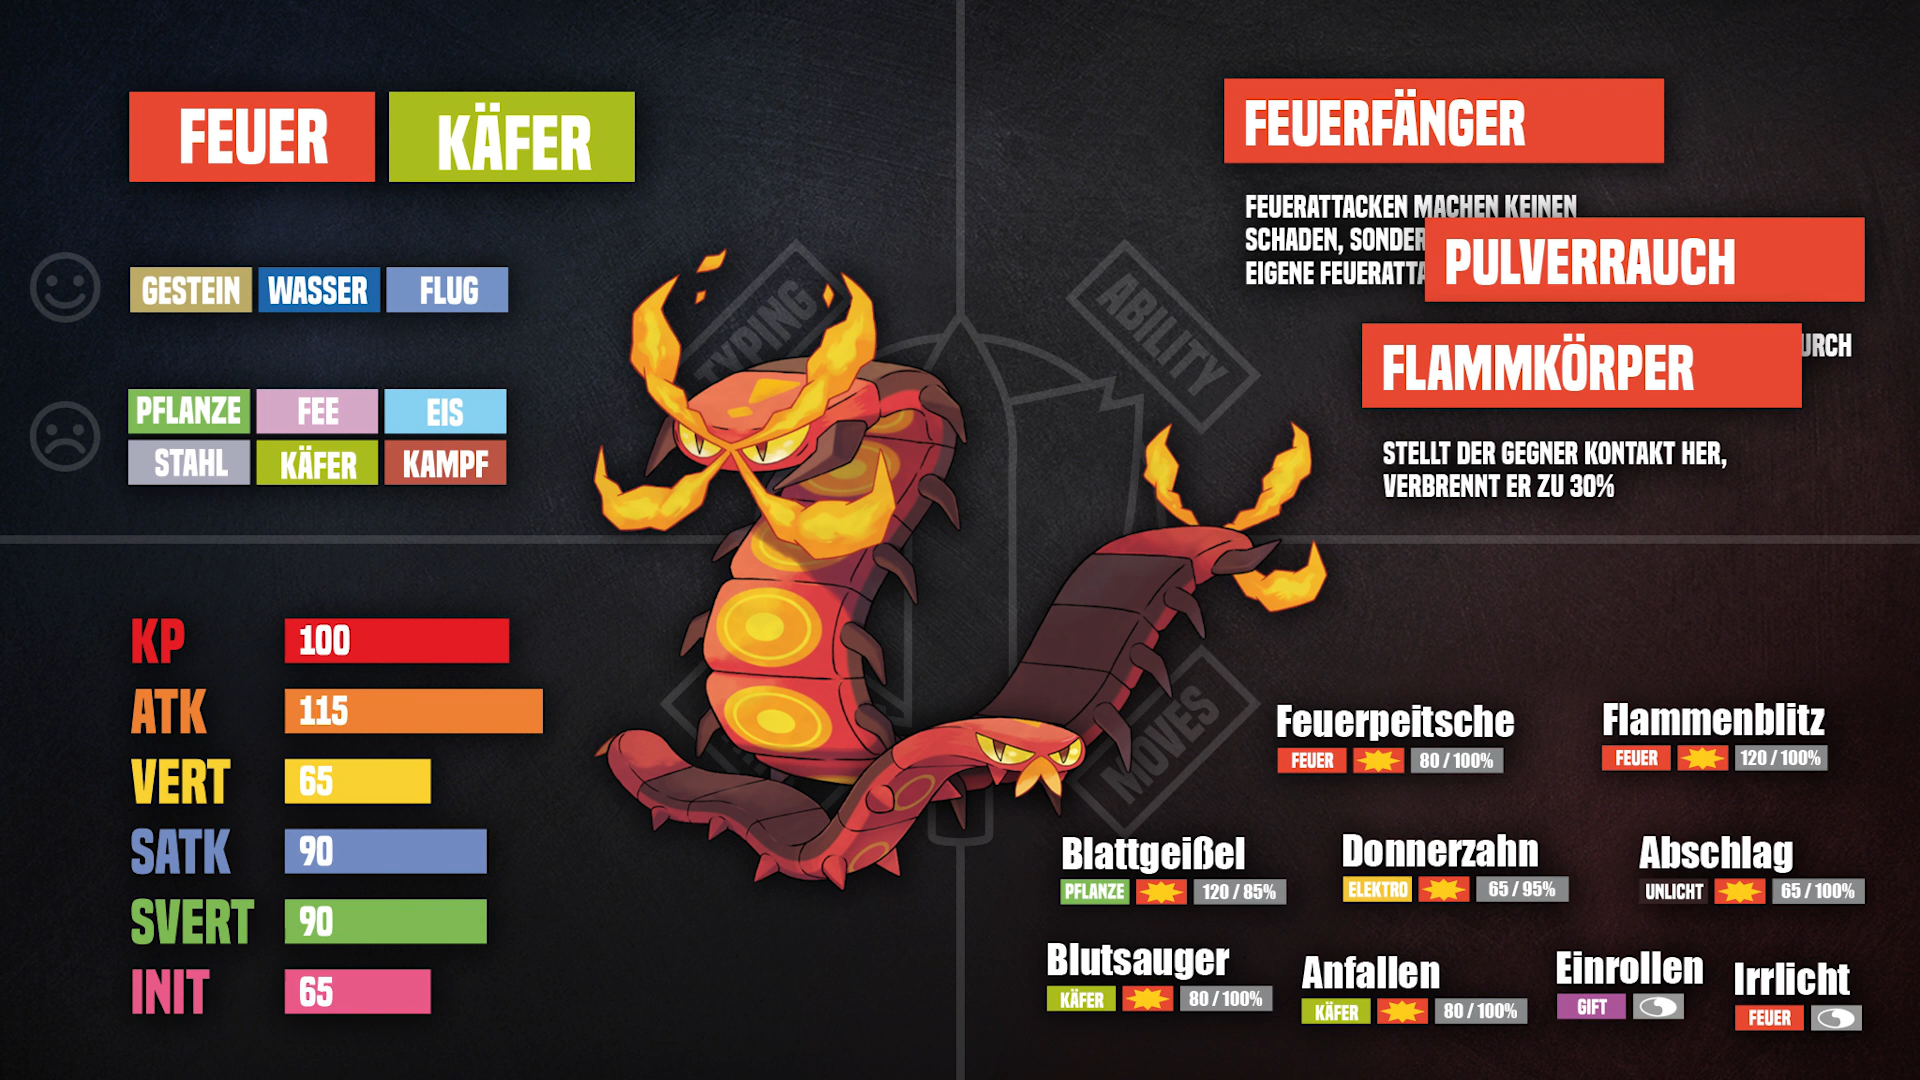 FEUER KÄFER
GESTEIN WASSER FLUG
PFLANZE FEE EIS
STAHL KÄFER KAMPF
TYPING
ABILITY
FEUERFÄNGER
FEUERATTACKEN MACHEN KEINEN
SCHADEN, SONDER
EIGENE FEUERATTA
PULVERRAUCH
URCH
FLAMMKÖRPER
STELLT DER GEGNER KONTAKT HER,
VERBRENNT ER ZU 30%
KP 100
ATK 115
VERT 65
SATK 90
SVERT 90
INIT 65
MOVES
Feuerpeitsche
FEUER 80 / 100%
Flammenblitz
FEUER 120 / 100%
Blattgeißel
PFLANZE 120 / 85%
Donnerzahn
ELEKTRO 65 / 95%
Abschlag
UNLICHT 65 / 100%
Blutsauger
KÄFER 80 / 100%
Anfallen
KÄFER 80 / 100%
Einrollen
GIFT
Irrlicht
FEUER